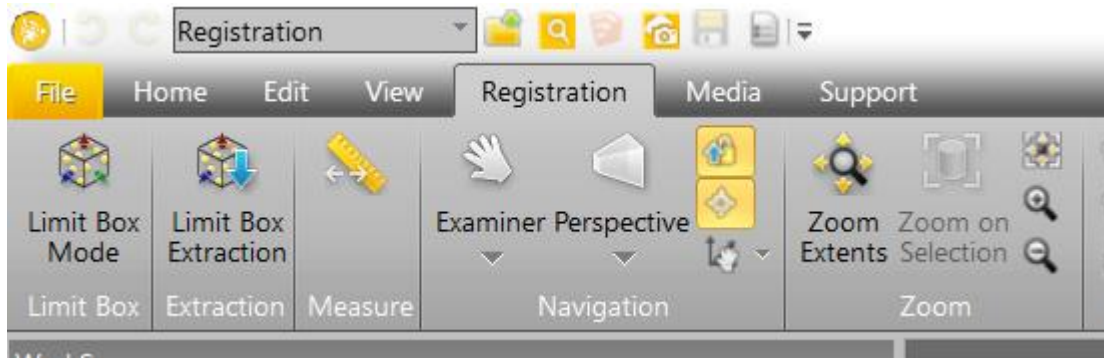 Registration
File Home Edit View Registration Media Support
Limit Box Mode
Limit Box Extraction
Examiner Perspective
Zoom Extents
Zoom on Selection
Limit Box Extraction Measure Navigation Zoom